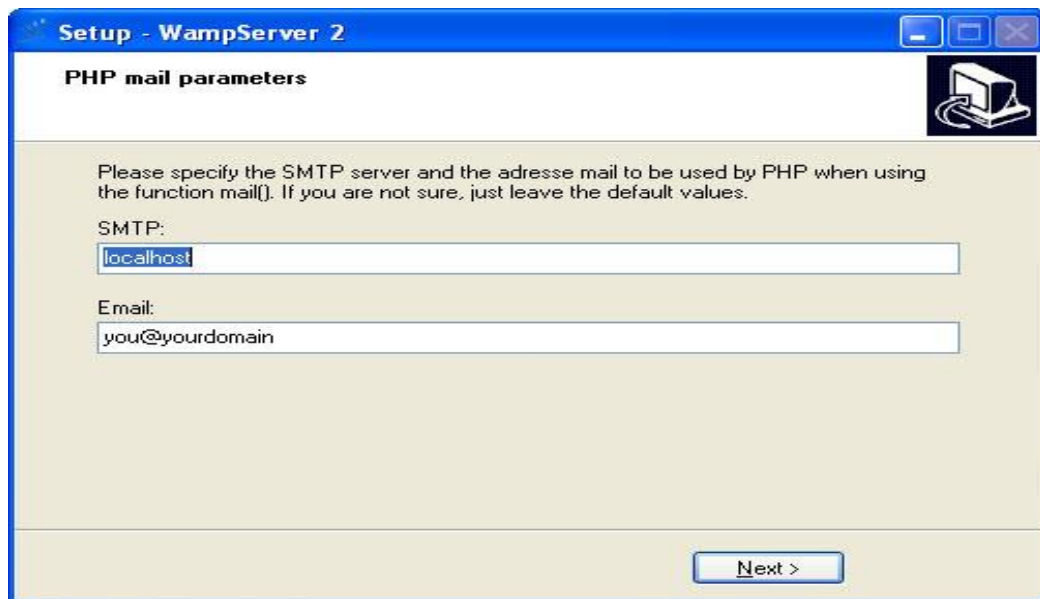 Setup - WampServer 2
PHP mail parameters
Please specify the SMTP server and the adresse mail to be used by PHP when using
the function mail(). If you are not sure, just leave the default values.
SMTP:
localhost
Email:
you@yourdomain
Next >